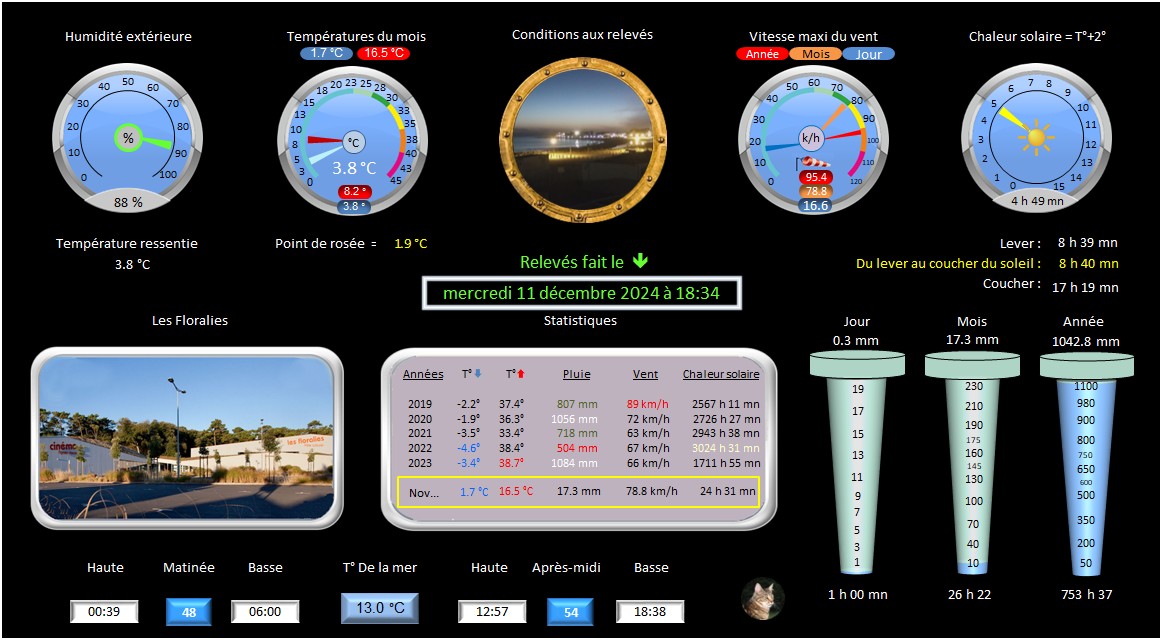 Humidité extérieure
Températures du mois
Conditions aux relevés
Vitesse maxi du vent
Chaleur solaire = T°+2°
1.7 °C 16.5 °C
Année Mois Jour
0 10 20 30 40 50 60 70 80 90 100
%
88 %
0 3 5 8 10 13 15 18 20 23 25 28 30 33 35 38 40 43 45
°C
3.8 °C
8.2 °
3.8 °
0 10 20 30 40 50 60 70 80 90 100 110 120
k/h
95.4
78.8
16.6
0 1 2 3 4 5 6 7 8 9 10 11 12 13 14 15
4 h 49 mn
Température ressentie
3.8 °C
Point de rosée = 1.9 °C
Lever : 8 h 39 mn
Du lever au coucher du soleil : 8 h 40 mn
Coucher : 17 h 19 mn
Relevés fait le
mercredi 11 décembre 2024 à 18:34
Les Floralies
cinéma
les floralies
Statistiques
Années T° T° Pluie Vent Chaleur solaire
2019 -2.2° 37.4° 807 mm 89 km/h 2567 h 11 mn
2020 -1.9° 36.3° 1056 mm 72 km/h 2726 h 27 mn
2021 -3.5° 33.4° 718 mm 63 km/h 2943 h 38 mn
2022 -4.6° 38.4° 504 mm 67 km/h 3024 h 31 mn
2023 -3.4° 38.7° 1084 mm 66 km/h 1711 h 55 mn
Nov... 1.7 °C 16.5 °C 17.3 mm 78.8 km/h 24 h 31 mn
Jour
0.3 mm
19
17
15
13
11
9
7
5
3
1
1 h 00 mn
Mois
17.3 mm
230
210
190
175
160
145
130
100
70
40
10
26 h 22
Année
1042.8 mm
1100
980
900
800
750
650
600
500
350
200
50
753 h 37
Haute Matinée Basse
00:39 48 06:00
T° De la mer
13.0 °C
Haute Après-midi Basse
12:57 54 18:38